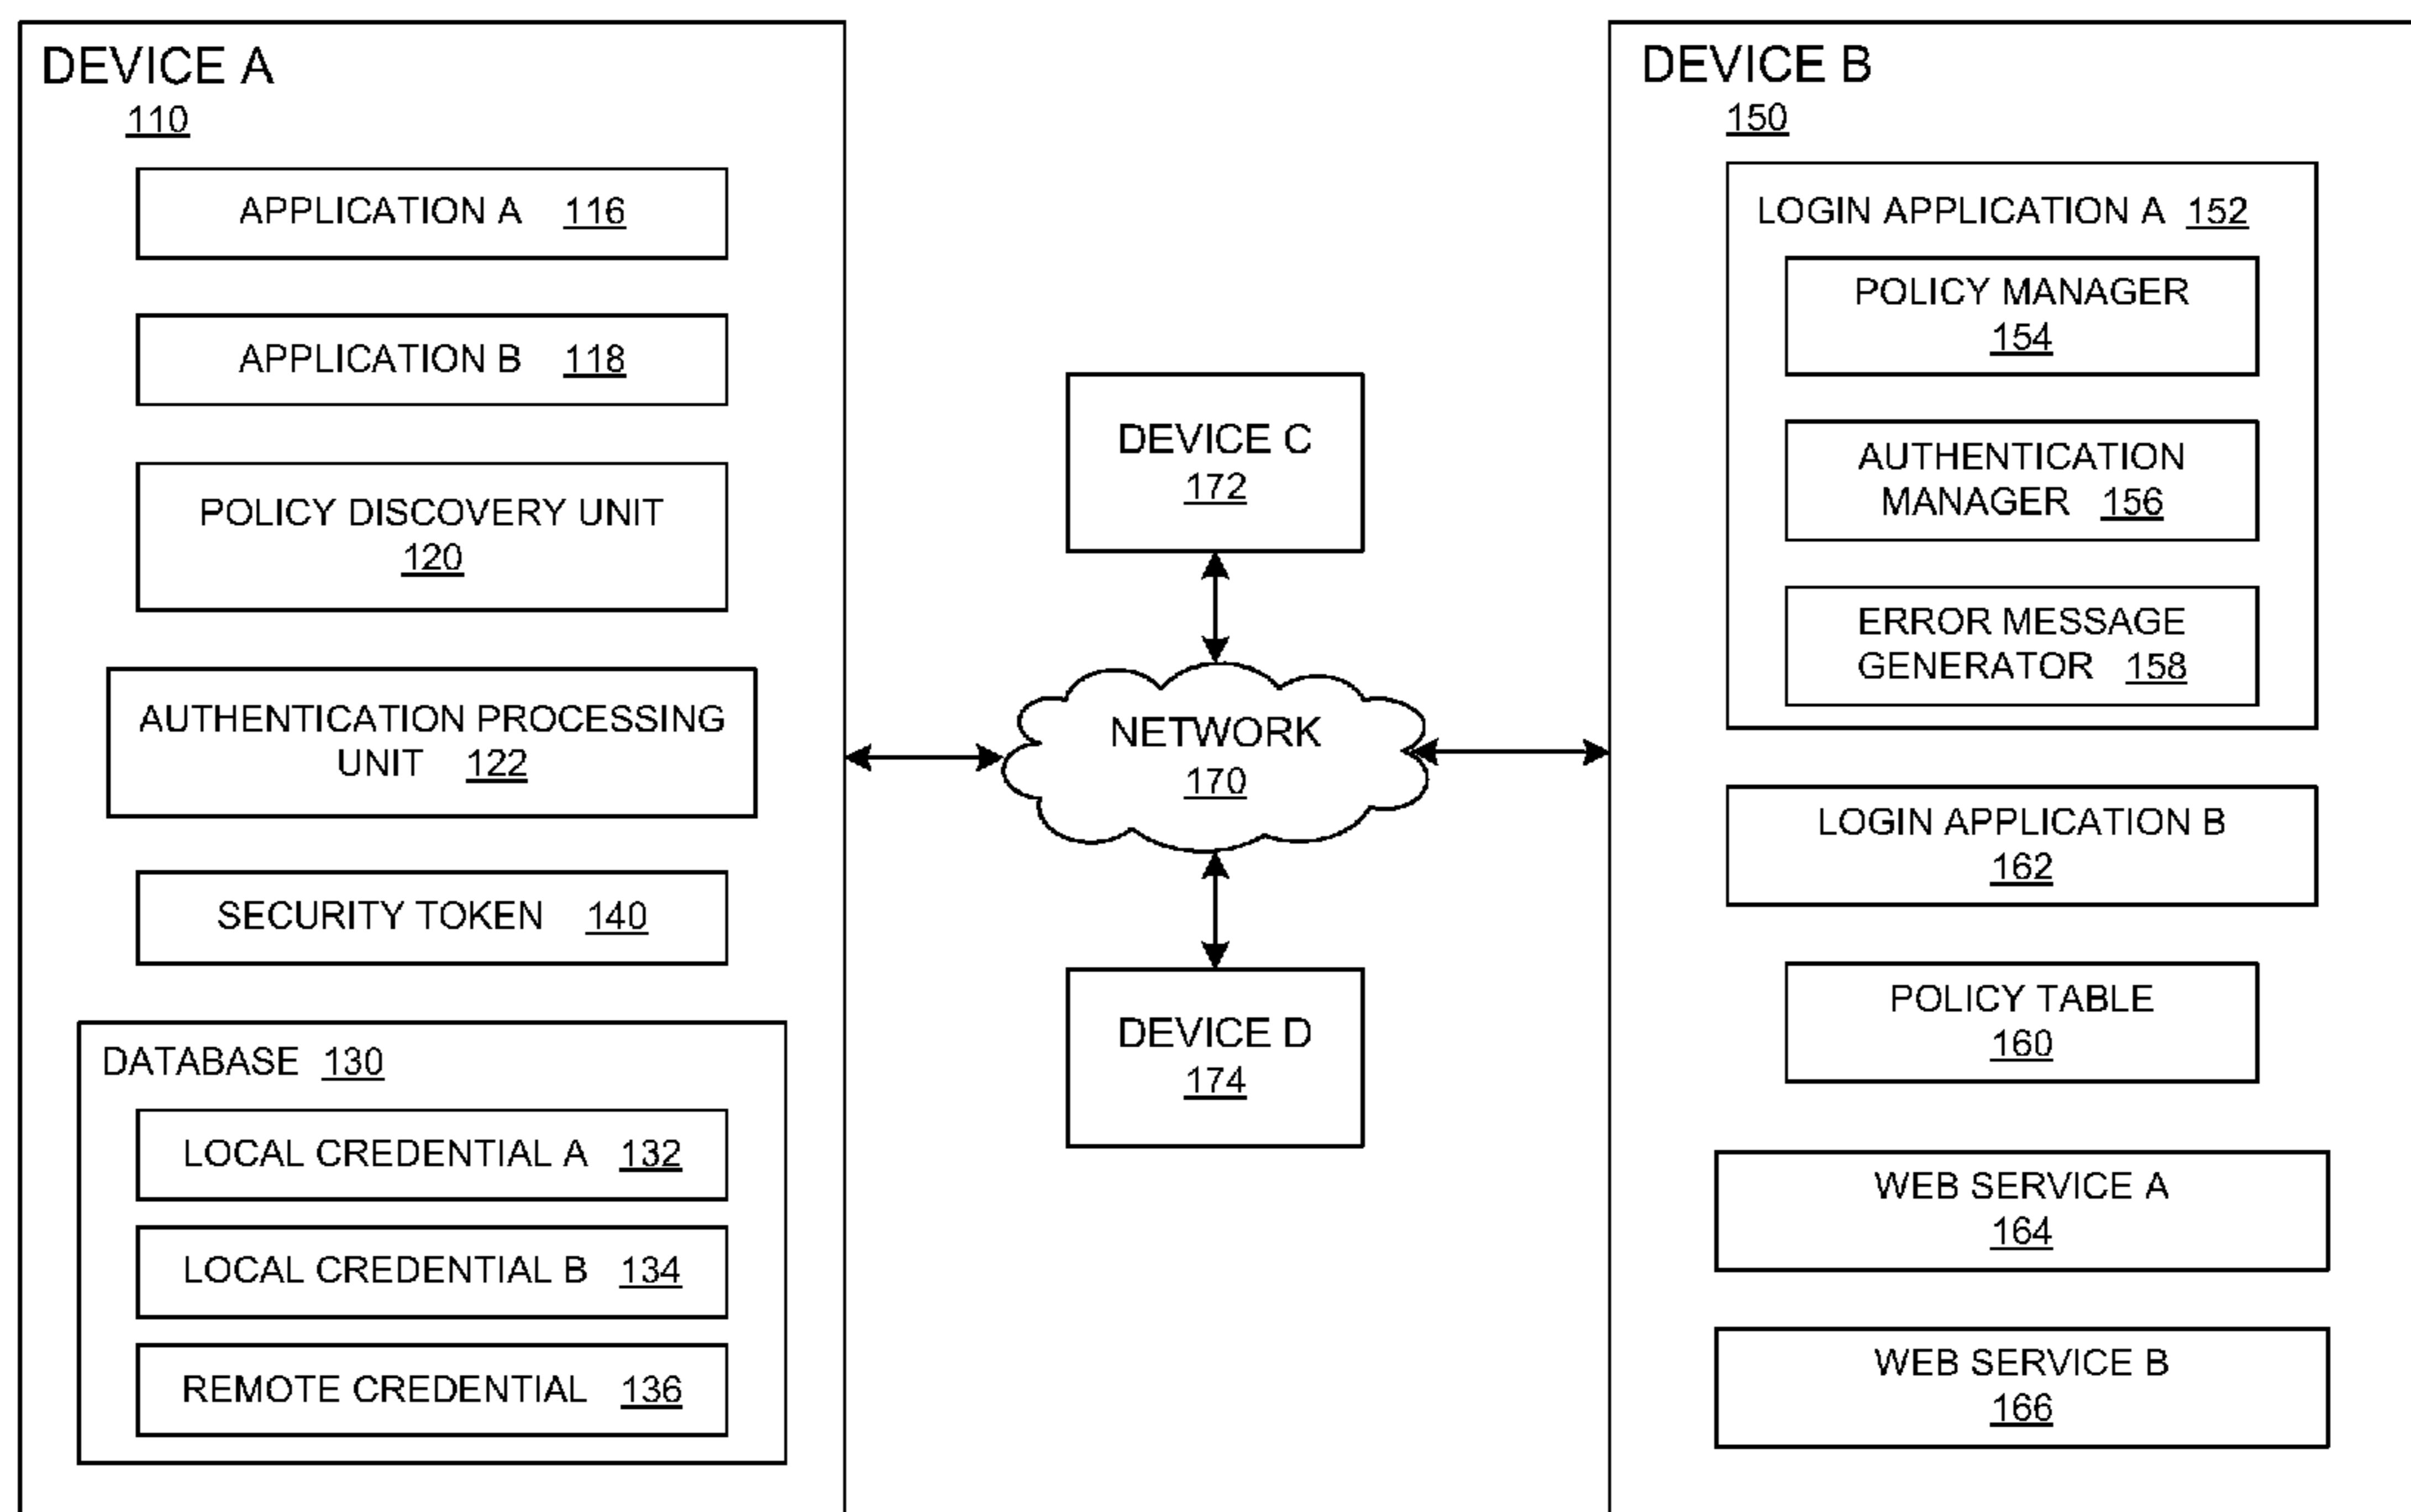 DEVICE A
110
APPLICATION A 116
APPLICATION B 118
POLICY DISCOVERY UNIT
120
AUTHENTICATION PROCESSING
UNIT 122
SECURITY TOKEN 140
DATABASE 130
LOCAL CREDENTIAL A 132
LOCAL CREDENTIAL B 134
REMOTE CREDENTIAL 136
DEVICE C
172
NETWORK
170
DEVICE D
174
DEVICE B
150
LOGIN APPLICATION A 152
POLICY MANAGER
154
AUTHENTICATION
MANAGER 156
ERROR MESSAGE
GENERATOR 158
LOGIN APPLICATION B
162
POLICY TABLE
160
WEB SERVICE A
164
WEB SERVICE B
166